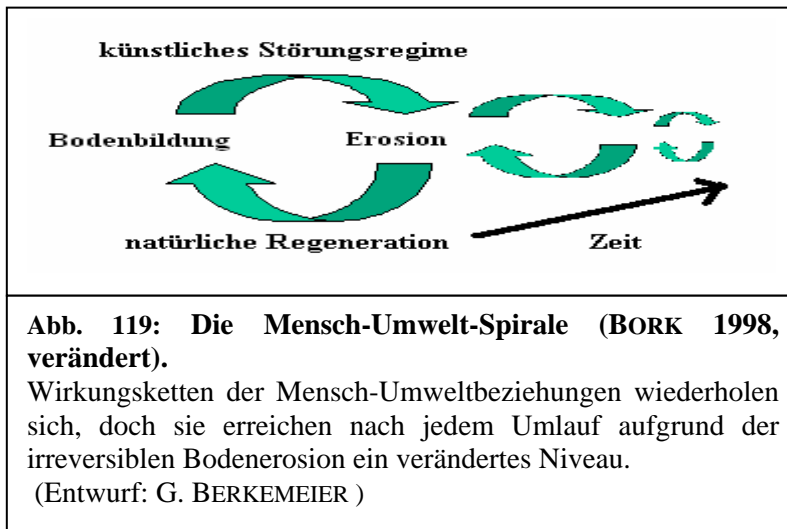 künstliches Störungsregime
Bodenbildung Erosion
natürliche Regeneration Zeit
Abb. 119: Die Mensch-Umwelt-Spirale (BORK 1998,
verändert).
Wirkungsketten der Mensch-Umweltbeziehungen wiederholen
sich, doch sie erreichen nach jedem Umlauf aufgrund der
irreversiblen Bodenerosion ein verändertes Niveau.
(Entwurf: G. BERKEMEIER )